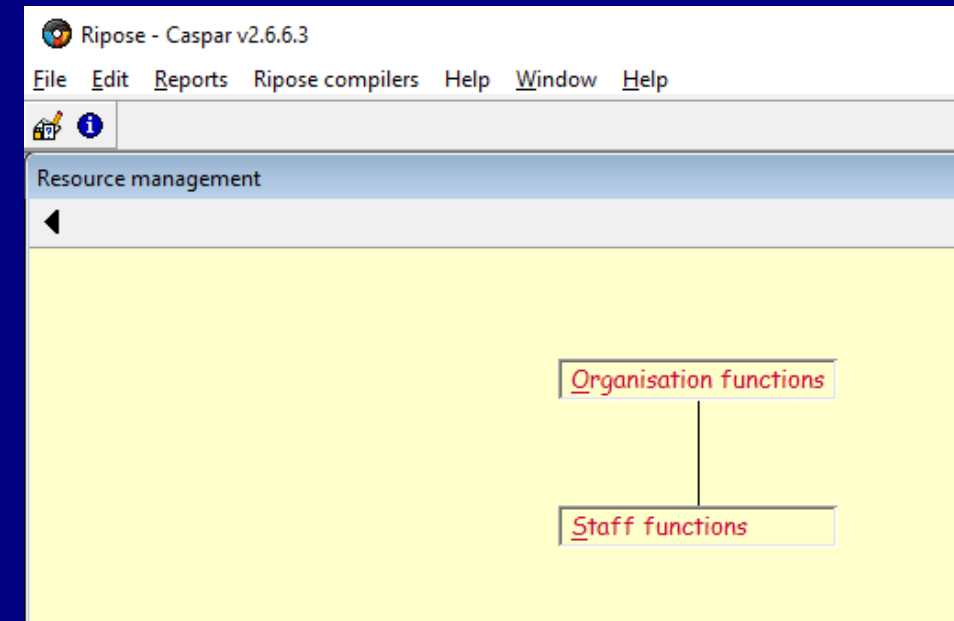 Ripose - Caspar v2.6.6.3
File Edit Reports Ripose compilers Help Window Help
Resource management
Organisation functions
Staff functions